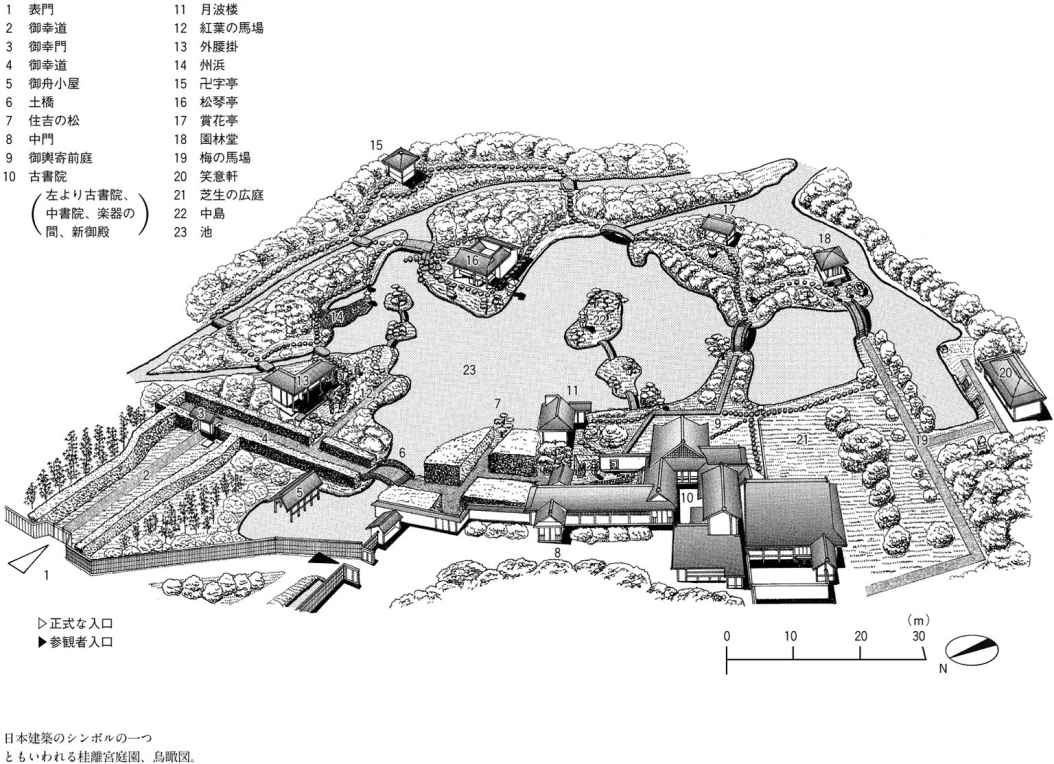 1 表門
2 御幸道
3 御幸門
4 御幸道
5 御舟小屋
6 土橋
7 住吉の松
8 中門
9 御輿寄前庭
10 古書院
(左より古書院、
中書院、楽器の
間、新御殿)
11 月波楼
12 紅葉の馬場
13 外腰掛
14 州浜
15 卍字亭
16 松琴亭
17 賞花亭
18 園林堂
19 梅の馬場
20 笑意軒
21 芝生の広庭
22 中島
23 池
15
17
18
16
14
13
23
20
11
7
3
9
21
19
4
6
2
5
10
8
1
▷正式な入口
▶参観者入口
(m)
0 10 20 30
N
日本建築のシンボルの一つ
ともいわれる桂離宮庭園、鳥瞰図。